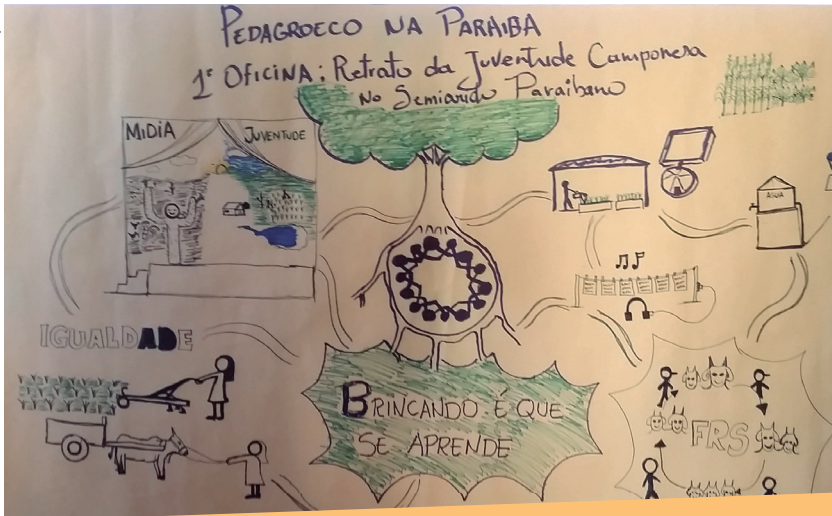 PEDAGROECO NA PARAIBA
1ª OFICINA: Retrato da Juventude Camponesa
No Semiarido Paraibano
MIDIA
JUVENTUDE
ÁGUA
IGUALDADE
BRINCANDO É QUE
SE APRENDE
FRS